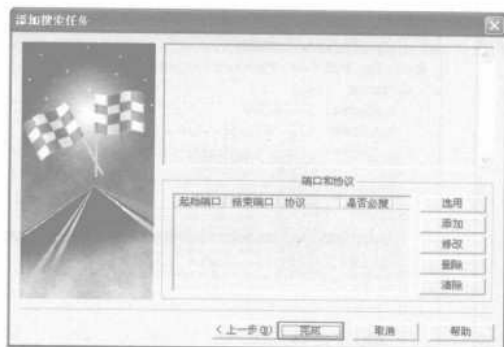 添加搜索任务
端口和协议
起始端口 结束端口 协议 是否必搜
选用
添加
修改
删除
清除
< 上一步(B) 完成 取消 帮助